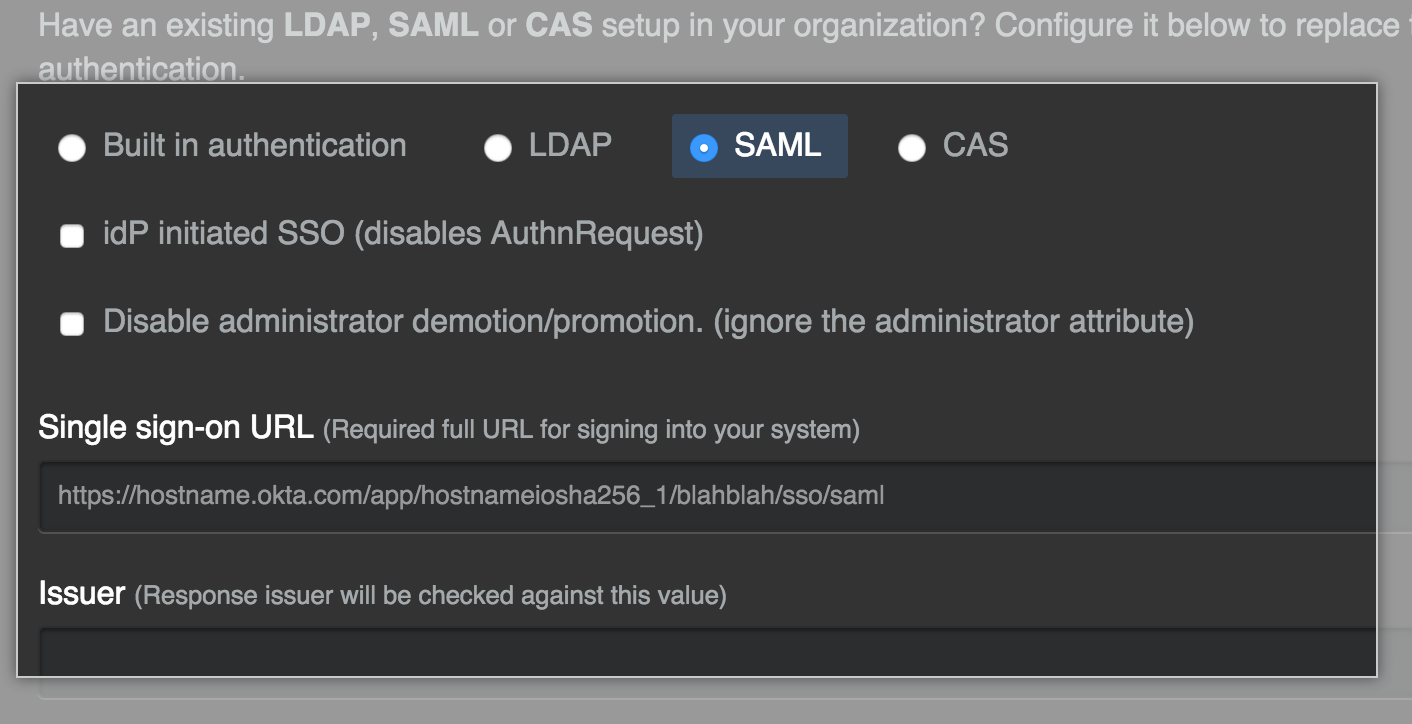 Have an existing LDAP, SAML or CAS setup in your organization? Configure it below to replace
authentication.
Built in authentication LDAP SAML CAS
idP initiated SSO (disables AuthnRequest)
Disable administrator demotion/promotion. (ignore the administrator attribute)
Single sign-on URL (Required full URL for signing into your system)
https://hostname.okta.com/app/hostnameiosha256_1/blahblah/sso/saml
Issuer (Response issuer will be checked against this value)